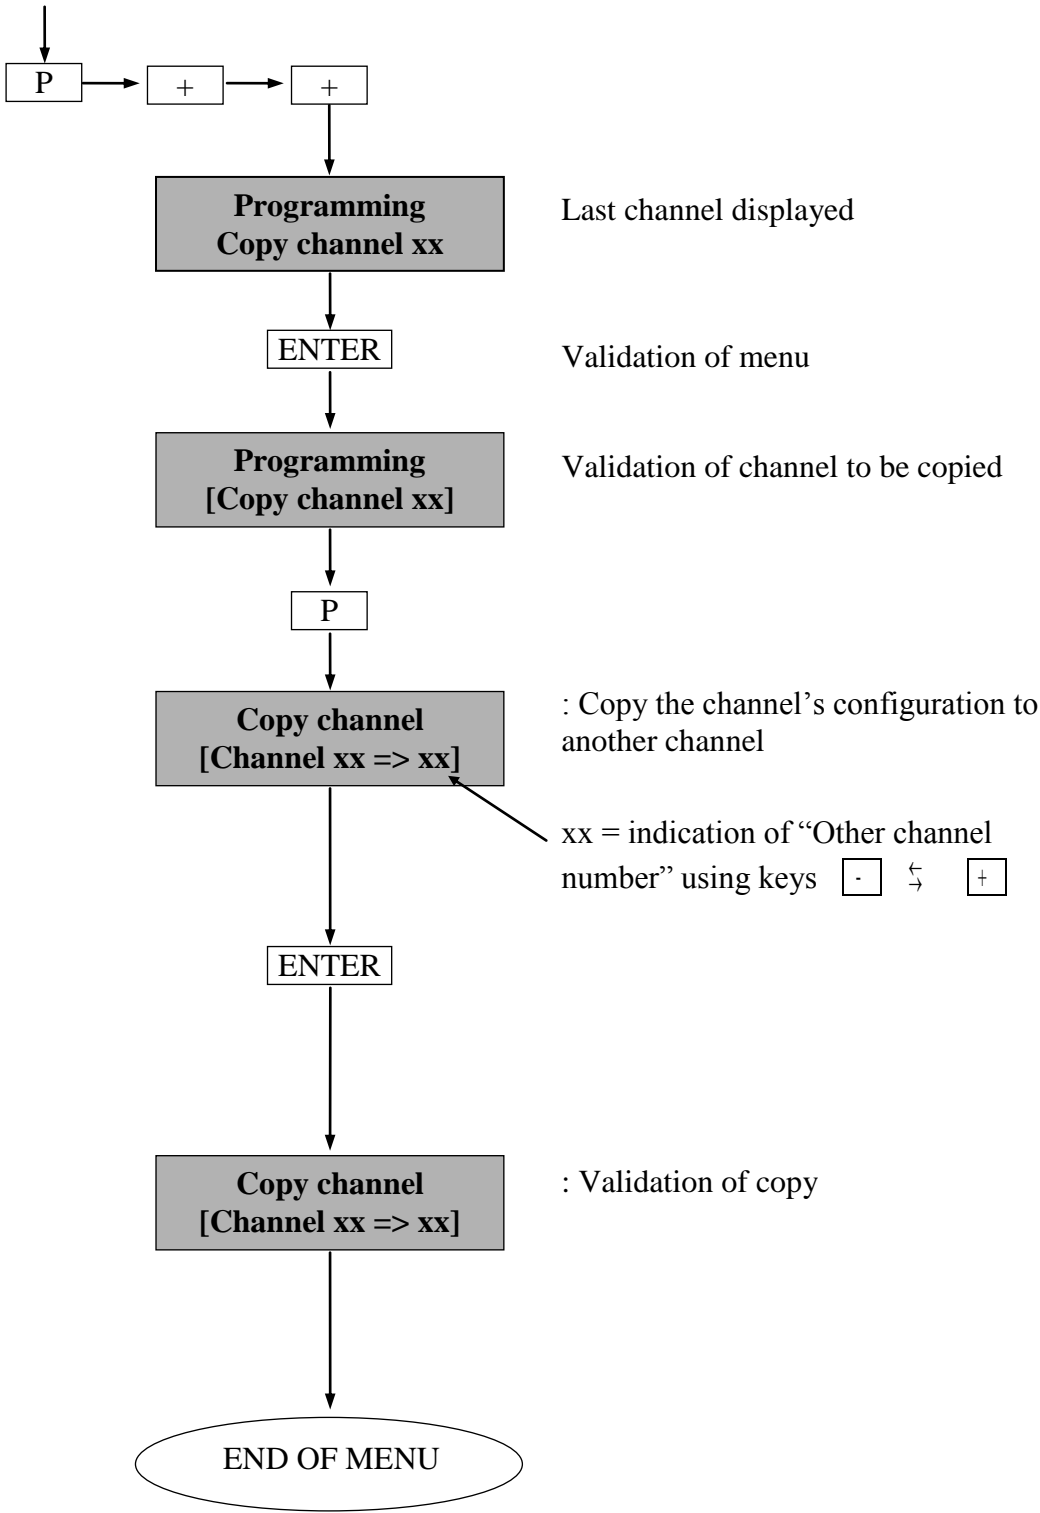 P
+
+
Programming
Copy channel xx
Last channel displayed
ENTER
Validation of menu
Programming
[Copy channel xx]
Validation of channel to be copied
P
Copy channel
[Channel xx => xx]
: Copy the channel’s configuration to
another channel
xx = indication of “Other channel
number” using keys - ←→ +
ENTER
Copy channel
[Channel xx => xx]
: Validation of copy
END OF MENU